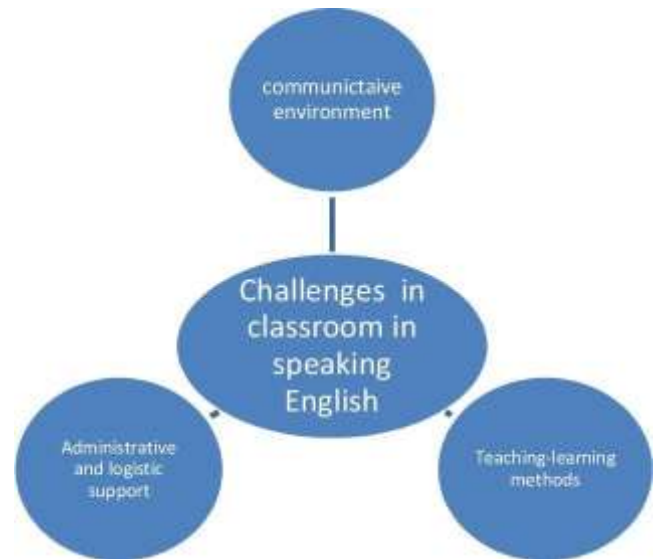 communictaive
environment
Challenges in
classroom in
speaking
English
Administrative
and logistic
support
Teaching-learning
methods